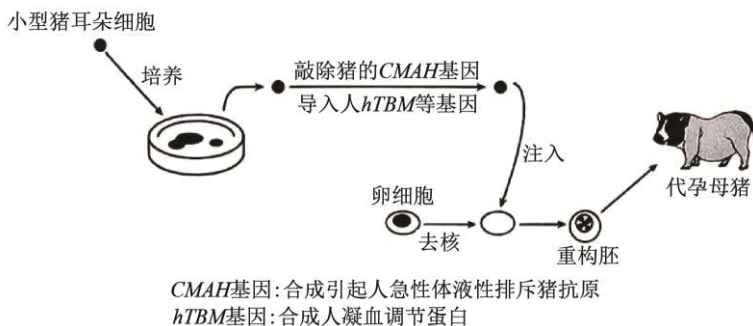 小型猪耳朵细胞
培养
敲除猪的CMAH基因
导入人hTBM等基因
注入
代孕母猪
卵细胞
去核
重构胚
CMAH基因:合成引起人急性体液性排斥猪抗原
hTBM基因:合成人凝血调节蛋白